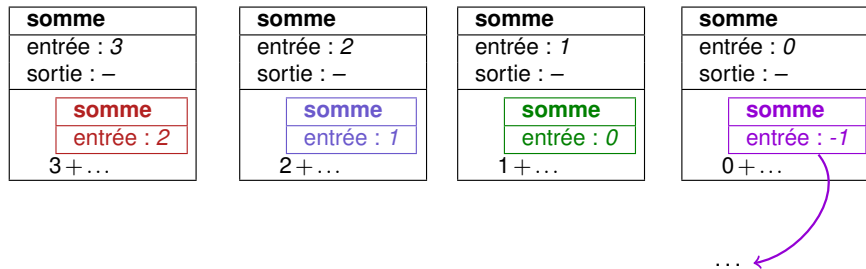 somme
entrée : 3
sortie : –
somme
entrée : 2
3 + …
somme
entrée : 2
sortie : –
somme
entrée : 1
2 + …
somme
entrée : 1
sortie : –
somme
entrée : 0
1 + …
somme
entrée : 0
sortie : –
somme
entrée : -1
0 + …
…